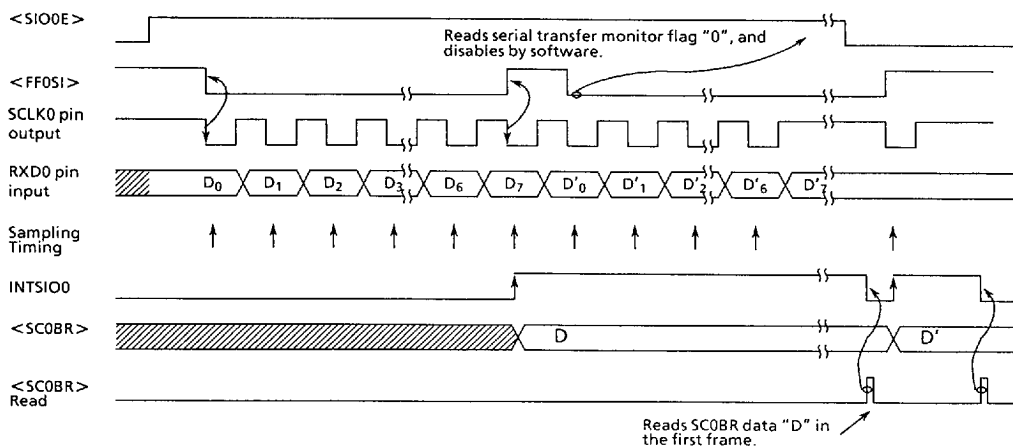 <SIO0E>
Reads serial transfer monitor flag "0", and
disables by software.
<FF0SI>
SCLK0 pin
output
RXD0 pin
input
D0 D1 D2 D3 D6 D7 D'0 D'1 D'2 D'6 D'7
Sampling
Timing
INTSIO0
<SC0BR>
D D'
<SC0BR>
Read
Reads SC0BR data "D" in
the first frame.